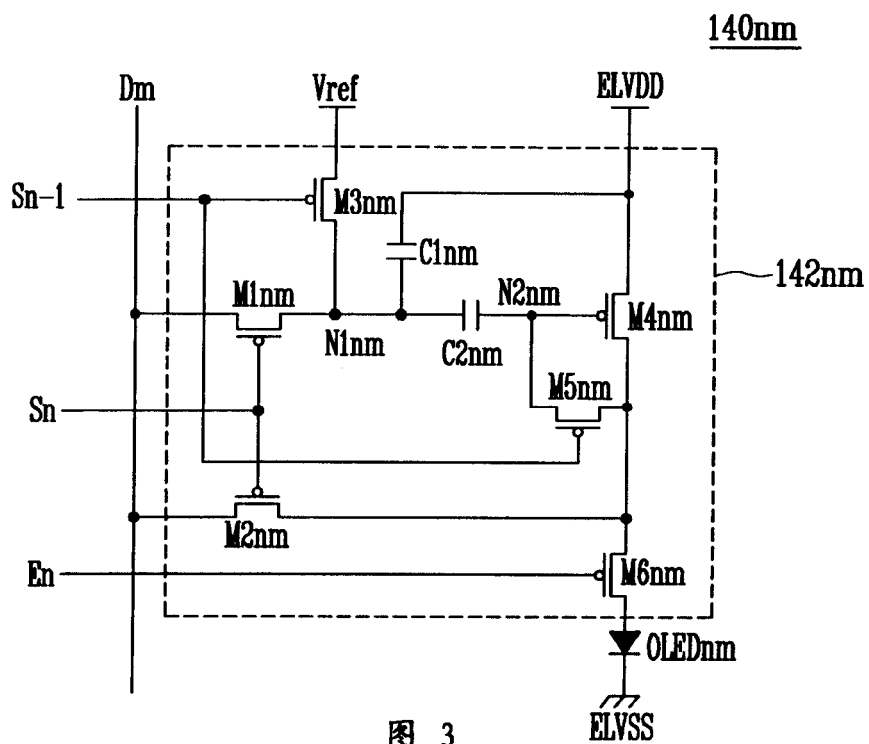 140nm
Dm
Vref
ELVDD
Sn-1
M3nm
C1nm
142nm
M1nm
N2nm
M4nm
N1nm
C2nm
M5nm
Sn
M2nm
En
M6nm
OLEDnm
ELVSS
图 3